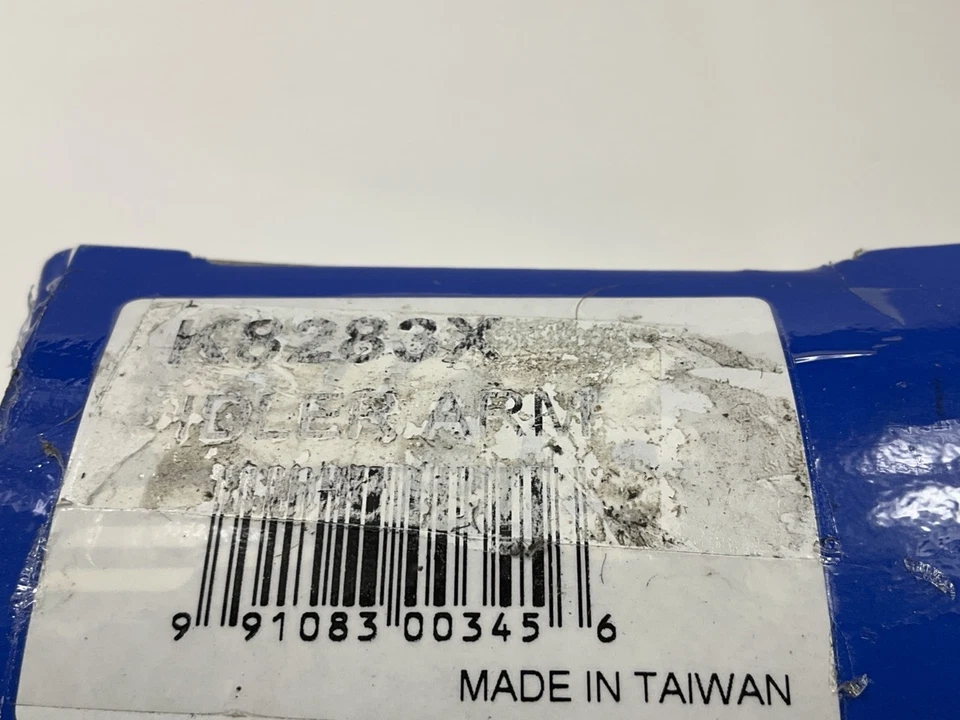 K8283X
IDLER ARM
9 91083 00345 6
MADE IN TAIWAN